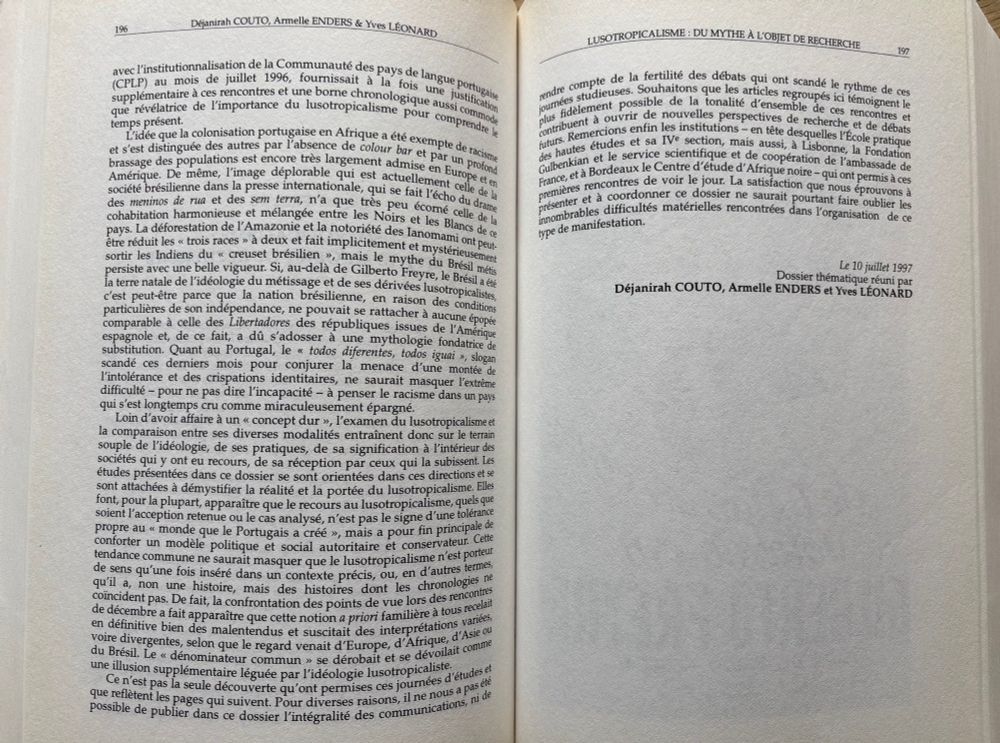 196
Déjanirah COUTO, Armelle ENDERS & Yves LÉONARD
avec l'institutionnalisation de la Communauté des pays de langue portugaise
(CPLP) au mois de juillet 1996, fournissait à la fois une justification
supplémentaire à ces rencontres et une borne chronologique aussi commode
que révélatrice de l'importance du lusotropicalisme pour comprendre le
temps présent.
L'idée que la colonisation portugaise en Afrique a été exempte de racisme
et s'est distinguée des autres par l'absence de colour bar et par un profond
brassage des populations est encore très largement admise en Europe et en
Amérique. De même, l'image déplorable qui est actuellement celle de la
société brésilienne dans la presse internationale, qui se fait l'écho du drame
des meninos de rua et des sem terra, n'a que très peu écorné celle de la
cohabitation harmonieuse et mélangée entre les Noirs et les Blancs de ce
pays. La déforestation de l'Amazonie et la notoriété des Ianomami ont peut-
être réduit les « trois races » à deux et fait implicitement et mystérieusement
sortir les Indiens du « creuset brésilien », mais le mythe du Brésil métis
persiste avec une belle vigueur. Si, au-delà de Gilberto Freyre, le Brésil a été
la terre natale de l'idéologie du métissage et de ses dérivées lusotropicalistes,
c'est peut-être parce que la nation brésilienne, en raison des conditions
particulières de son indépendance, ne pouvait se rattacher à aucune épopée
comparable à celle des Libertadores des républiques issues de l'Amérique
espagnole et, de ce fait, a dû s'adosser à une mythologie fondatrice de
substitution. Quant au Portugal, le « todos diferentes, todos iguai », slogan
scandé ces derniers mois pour conjurer la menace d'une montée de
l'intolérance et des crispations identitaires, ne saurait masquer l'extrême
difficulté – pour ne pas dire l'incapacité – à penser le racisme dans un pays
qui s'est longtemps cru comme miraculeusement épargné.
Loin d'avoir affaire à un « concept dur », l'examen du lusotropicalisme et
la comparaison entre ses diverses modalités entraînent donc sur le terrain
souple de l'idéologie, de ses pratiques, de sa signification à l'intérieur des
sociétés qui y ont eu recours, de sa réception par ceux qui la subissent. Les
études présentées dans ce dossier se sont orientées dans ces directions et se
sont attachées à démystifier la réalité et la portée du lusotropicalisme. Elles
font, pour la plupart, apparaître que le recours au lusotropicalisme, quels que
soient l'acception retenue ou le cas analysé, n'est pas le signe d'une tolérance
propre au « monde que le Portugais a créé », mais a pour fin principale de
conforter un modèle politique et social autoritaire et conservateur. Cette
tendance commune ne saurait masquer que le lusotropicalisme n'est porteur
de sens qu'une fois inséré dans un contexte précis, ou, en d'autres termes,
qu'il a, non une histoire, mais des histoires dont les chronologies ne
coïncident pas. De fait, la confrontation des points de vue lors des rencontres
de décembre a fait apparaître que cette notion a priori familière à tous recelait
en définitive bien des malentendus et suscitait des interprétations variées,
voire divergentes, selon que le regard venait d'Europe, d'Afrique, d'Asie ou
du Brésil. Le « dénominateur commun » se dérobait et se dévoilait comme
une illusion supplémentaire léguée par l'idéologie lusotropicaliste.
Ce n'est pas la seule découverte qu'ont permises ces journées d'études et
que reflètent les pages qui suivent. Pour diverses raisons, il ne nous a pas été
possible de publier dans ce dossier l'intégralité des communications, ni de
LUSOTROPICALISME : DU MYTHE À L'OBJET DE RECHERCHE
197
rendre compte de la fertilité des débats qui ont scandé le rythme de ces
journées studieuses. Souhaitons que les articles regroupés ici témoignent le
plus fidèlement possible de la tonalité d'ensemble de ces rencontres et
contribuent à ouvrir de nouvelles perspectives de recherche et de débats
futurs. Remercions enfin les institutions – en tête desquelles l'École pratique
des hautes études et sa IVe section, mais aussi, à Lisbonne, la Fondation
Gulbenkian et le service scientifique et de coopération de l'ambassade de
France, et à Bordeaux le Centre d'étude d'Afrique noire – qui ont permis à ces
premières rencontres de voir le jour. La satisfaction que nous éprouvons à
présenter et à coordonner ce dossier ne saurait pourtant faire oublier les
innombrables difficultés matérielles rencontrées dans l'organisation de ce
type de manifestation.
Le 10 juillet 1997
Dossier thématique réuni par
Déjanirah COUTO, Armelle ENDERS et Yves LÉONARD